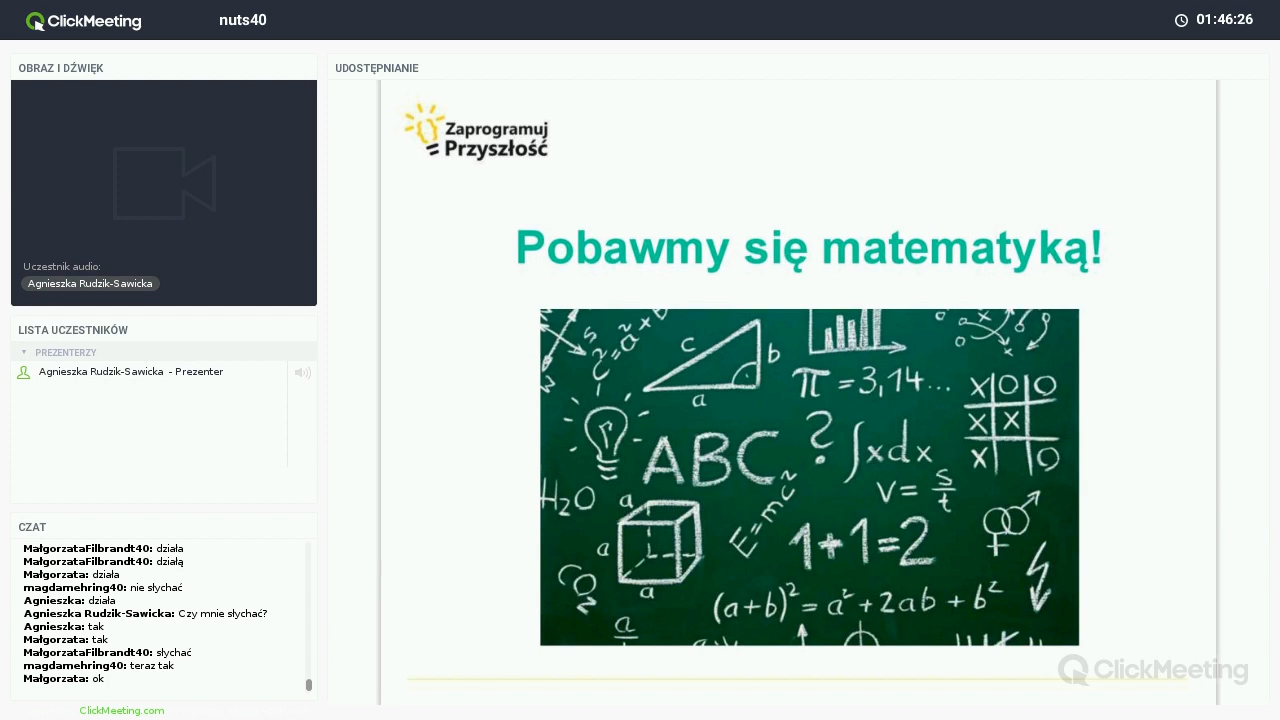 ClickMeeting
nuts40
01:46:26
OBRAZ I DŹWIĘK
Uczestnik audio:
Agnieszka Rudzik-Sawicka
LISTA UCZESTNIKÓW
PREZENTERZY
Agnieszka Rudzik-Sawicka - Prezenter
CZAT
MałgorzataFilbrandt40: działa
MałgorzataFilbrandt40: działą
Małgorzata: działa
magdamehring40: nie słychać
Agnieszka: działa
Agnieszka Rudzik-Sawicka: Czy mnie słychać?
Agnieszka: tak
Małgorzata: tak
MałgorzataFilbrandt40: słychać
magdamehring40: teraz tak
Małgorzata: ok
ClickMeeting.com
UDOSTĘPNIANIE
Zaprogramuj
Przyszłość
Pobawmy się matematyką!
c b
a
π = 3,14...
X O O
X X
X O
ABC
?
∫xdx
V = s/t
H₂O
a
a
a
E=mc²
1+1=2
CO₂
(a+b)² = a² + 2ab + b²
a
ClickMeeting